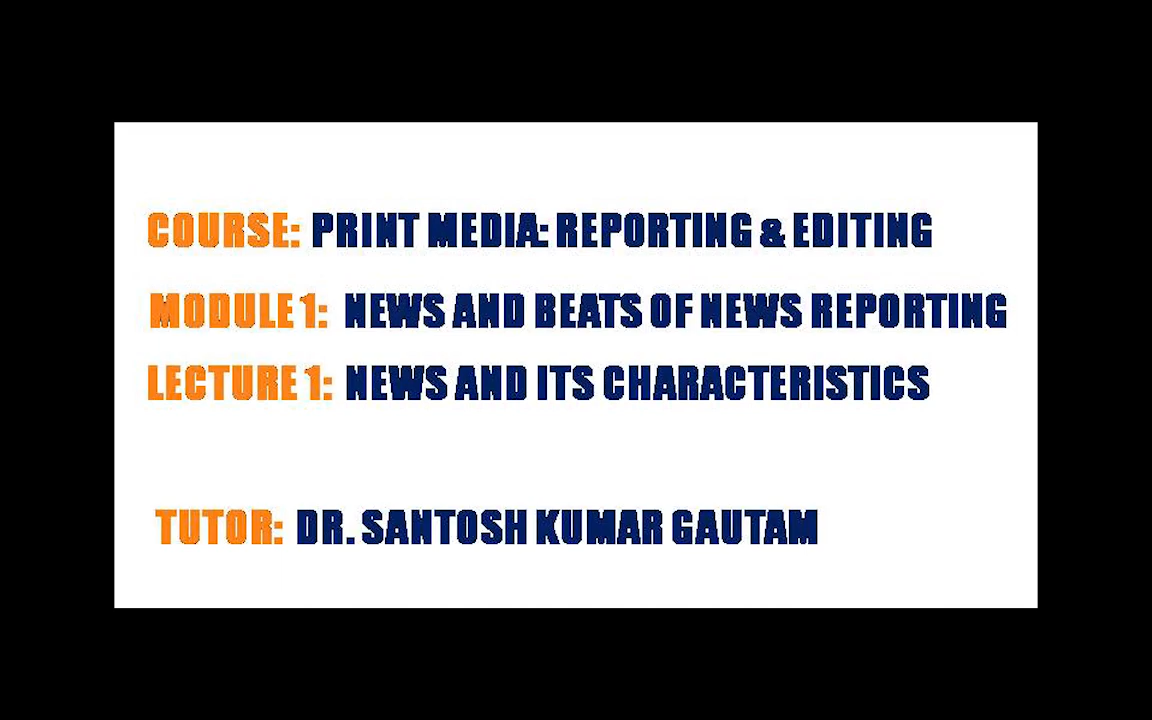 COURSE: PRINT MEDIA: REPORTING & EDITING
MODULE 1: NEWS AND BEATS OF NEWS REPORTING
LECTURE 1: NEWS AND ITS CHARACTERISTICS
TUTOR: DR. SANTOSH KUMAR GAUTAM